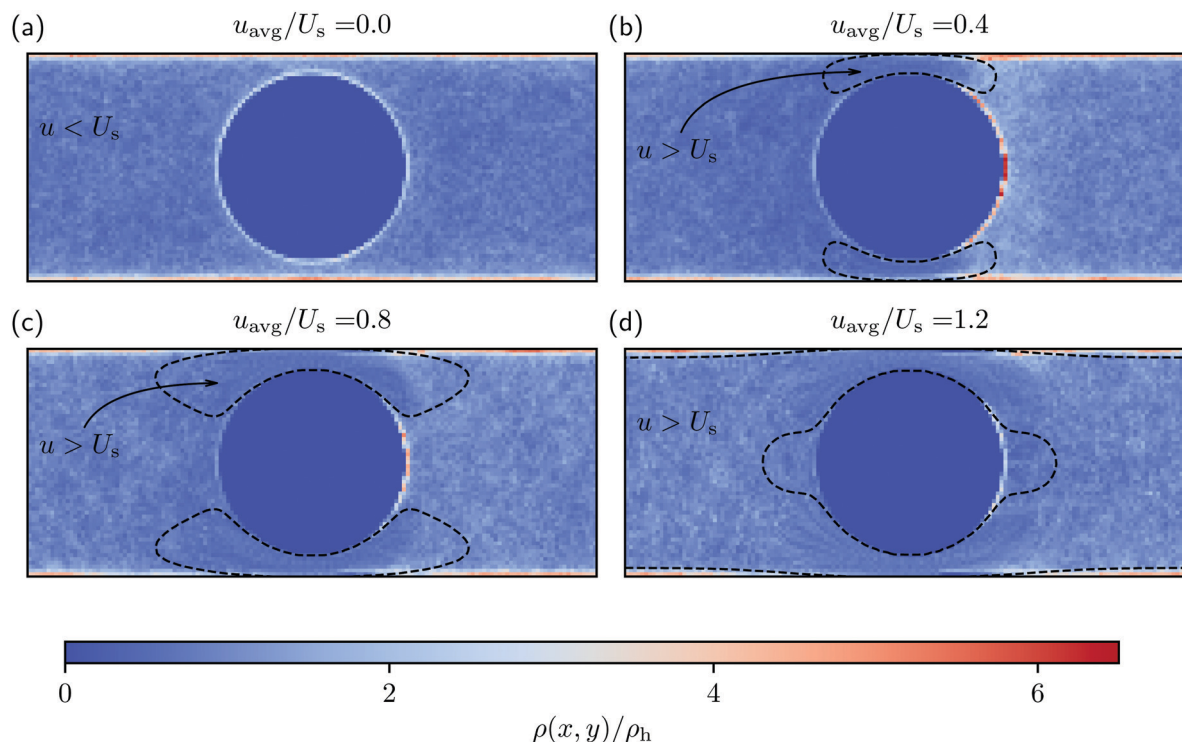 (a) u_avg/U_s =0.0
(b) u_avg/U_s =0.4
u < U_s
u > U_s
(c) u_avg/U_s =0.8
(d) u_avg/U_s =1.2
u > U_s
u > U_s
0 2 4 6
ρ(x, y)/ρ_h